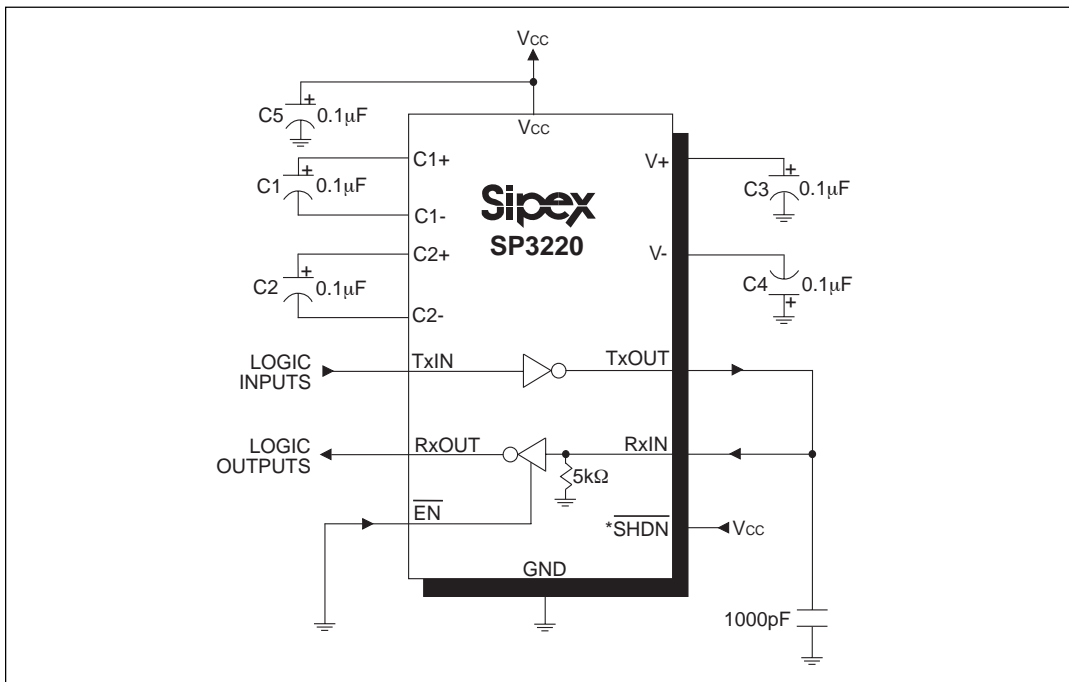 VCC
C5
+
0.1μF
VCC
C1+
V+
C1
+
0.1μF
C3
+
0.1μF
Sipex
SP3220
C1-
C2+
V-
C2
+
0.1μF
C4
0.1μF
+
C2-
LOGIC
INPUTS
TxIN
TxOUT
LOGIC
OUTPUTS
RxOUT
RxIN
5kΩ
EN
*SHDN
VCC
GND
1000pF